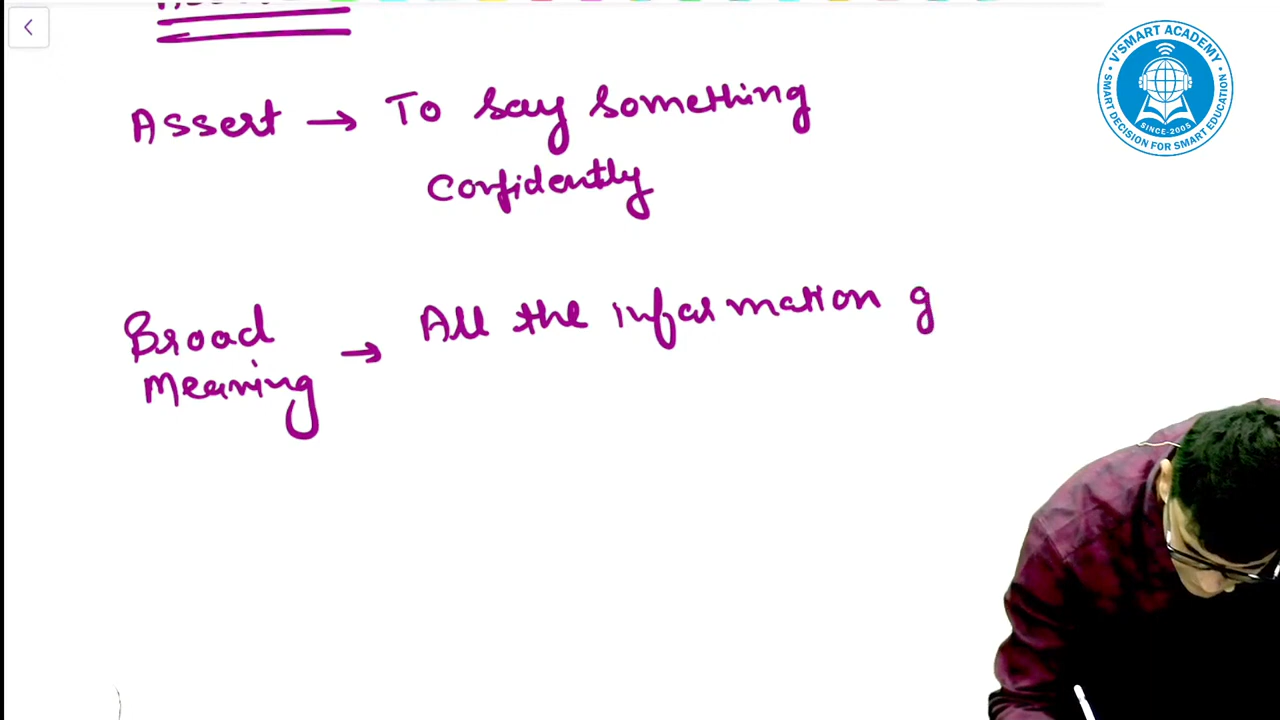 Assert → To say something
confidently
Broad → All the information g
Meaning
V'SMART ACADEMY
SINCE-2005
SMART DECISION FOR SMART EDUCATION